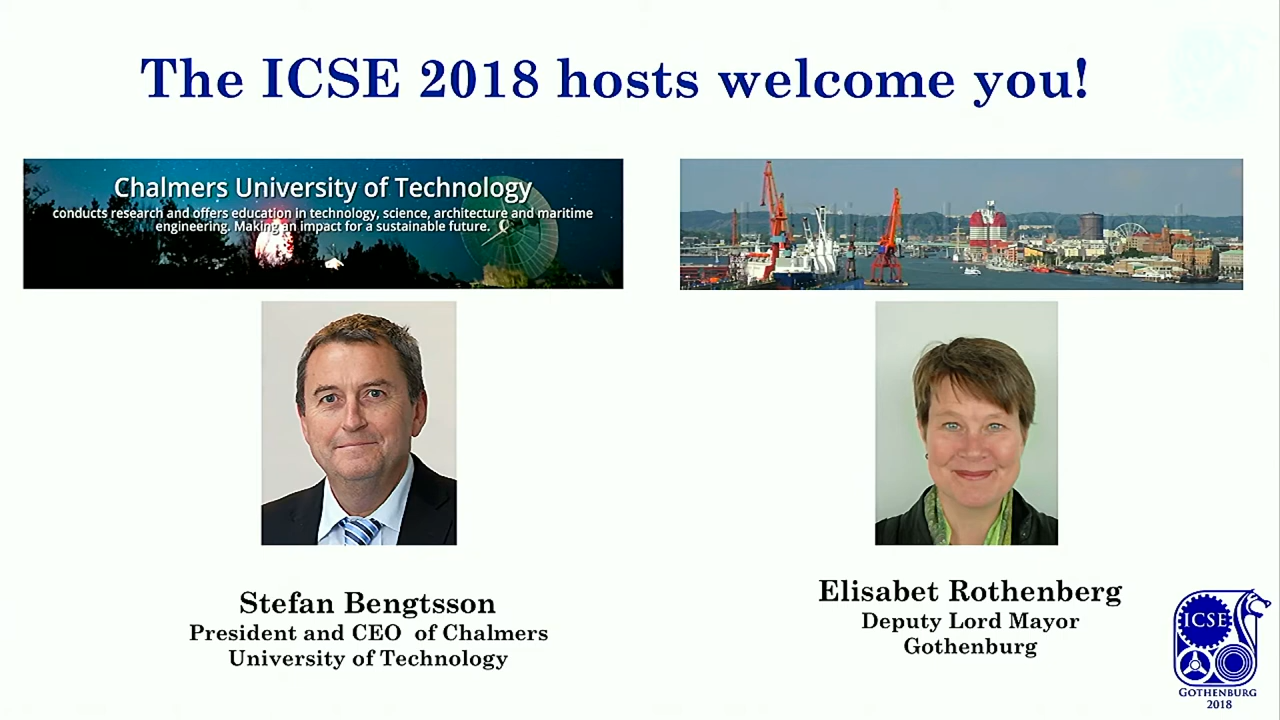 The ICSE 2018 hosts welcome you!
Chalmers University of Technology
conducts research and offers education in technology, science, architecture and maritime
engineering. Making an impact for a sustainable future.
Stefan Bengtsson
President and CEO of Chalmers
University of Technology
Elisabet Rothenberg
Deputy Lord Mayor
Gothenburg
ICSE
GOTHENBURG
2018